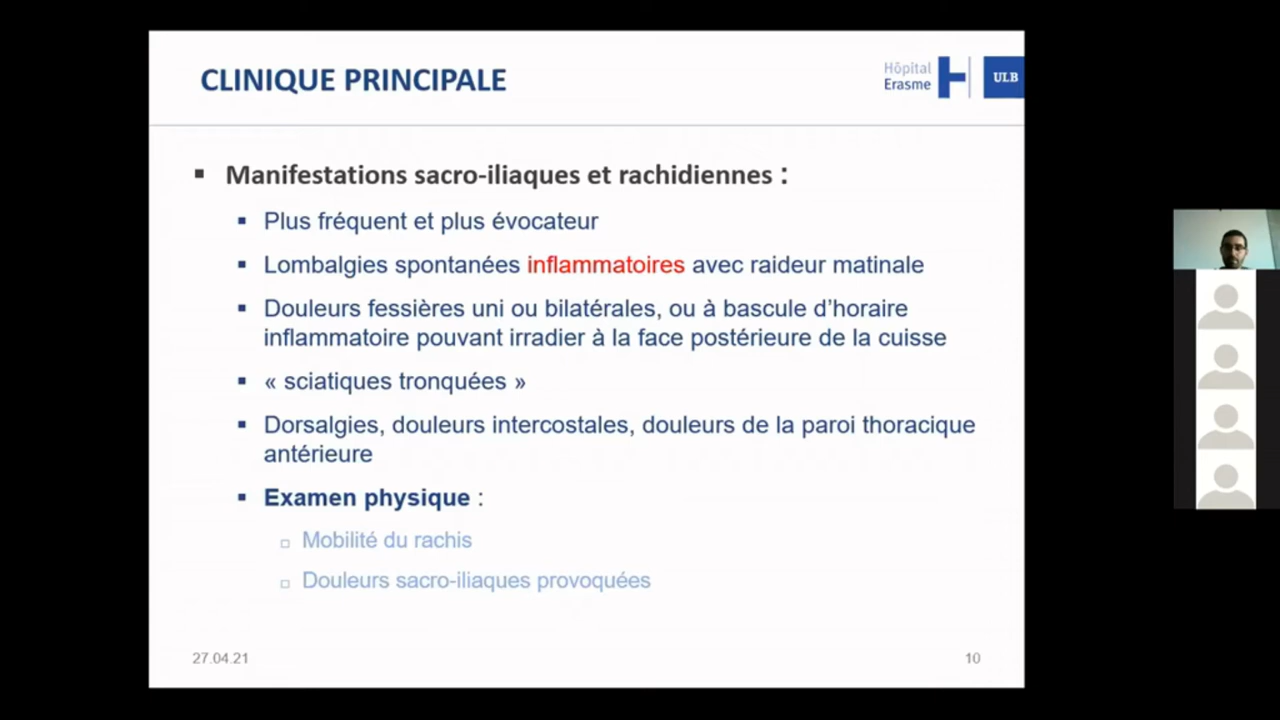 CLINIQUE PRINCIPALE
Hôpital
Erasme
ULB
▪ Manifestations sacro-iliaques et rachidiennes :
▪ Plus fréquent et plus évocateur
▪ Lombalgies spontanées inflammatoires avec raideur matinale
▪ Douleurs fessières uni ou bilatérales, ou à bascule d’horaire
inflammatoire pouvant irradier à la face postérieure de la cuisse
▪ « sciatiques tronquées »
▪ Dorsalgies, douleurs intercostales, douleurs de la paroi thoracique
antérieure
▪ Examen physique :
▫ Mobilité du rachis
▫ Douleurs sacro-iliaques provoquées
27.04.21
10